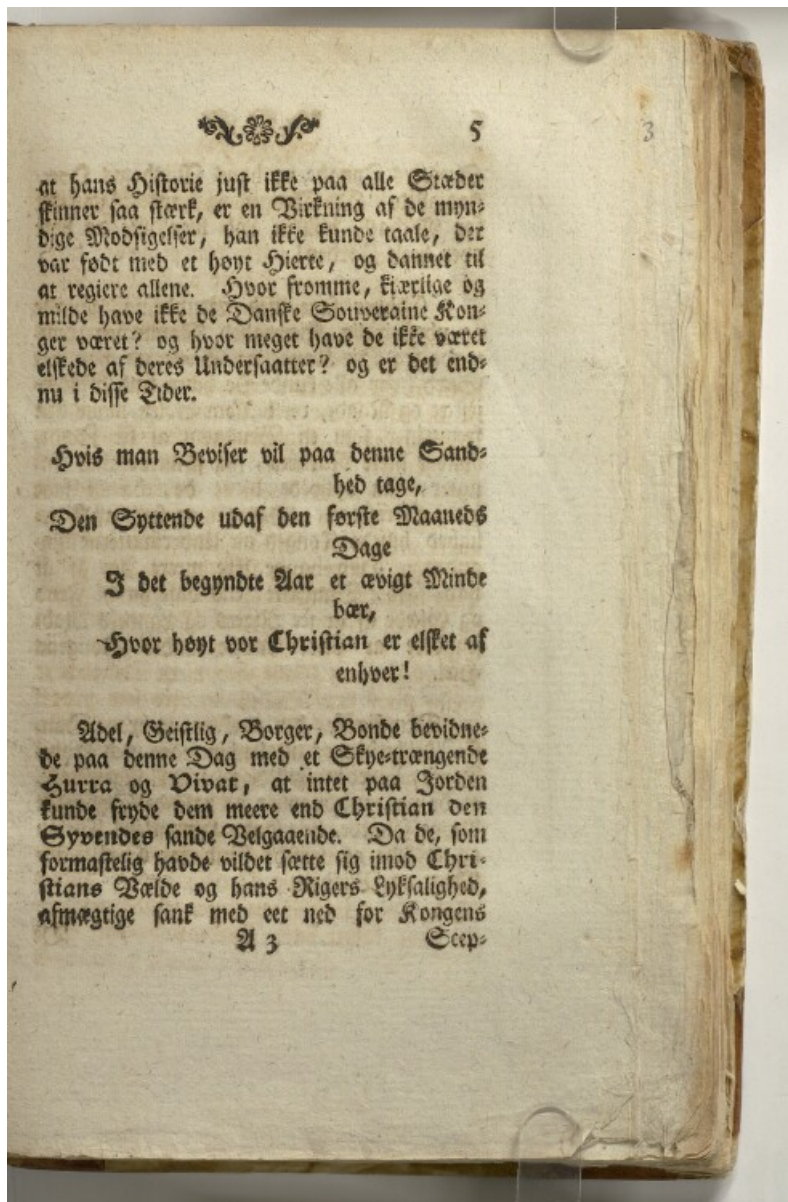 5
3
at hans Historie just ikke paa alle Stæder
skinner saa stærk, er en Virkning af de myn-
dige Modsigelser, han ikke kunde taale, der
var født med et høyt Hierte, og dannet til
at regiere allene. Hvor fromme, kiærlige og
milde have ikke de Danske Souveraine Kon-
ger været? og hvor meget have de ikke været
elskede af deres Undersaatter? og er det end-
nu i disse Tider.
Hvis man Beviser vil paa denne Sand-
hed tage,
Den Syttende udaf den første Maaneds
Dage
I det begyndte Aar et ævigt Minde
bær,
Hvor høyt vor Christian er elsket af
enhver!
Adel, Geistlig, Borger, Bonde bevidne-
de paa denne Dag med et Skye-trængende
Hurra og Vivat, at intet paa Jorden
kunde fryde dem meere end Christian den
Syvendes sande Velgaaende. Da de, som
formastelig havde vildet sætte sig imod Chri-
stians Vælde og hans Rigers Lyksalighed,
afmægtige sank med eet ned for Kongens
A 3 Scep-